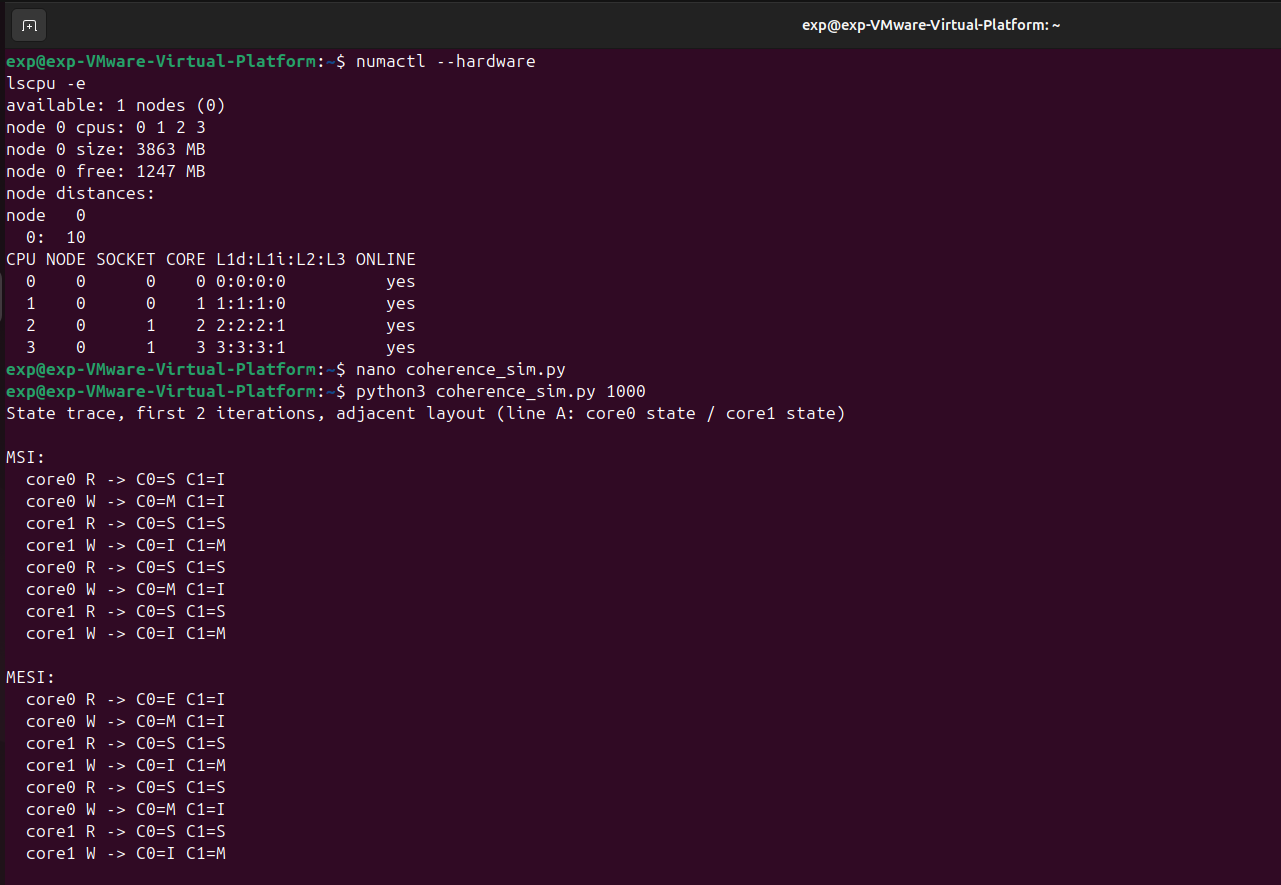 exp@exp-VMware-Virtual-Platform: ~
exp@exp-VMware-Virtual-Platform:~$ numactl --hardware
lscpu -e
available: 1 nodes (0)
node 0 cpus: 0 1 2 3
node 0 size: 3863 MB
node 0 free: 1247 MB
node distances:
node   0
  0:  10
CPU NODE SOCKET CORE L1d:L1i:L2:L3 ONLINE
  0    0      0    0 0:0:0:0          yes
  1    0      0    1 1:1:1:0          yes
  2    0      1    2 2:2:2:1          yes
  3    0      1    3 3:3:3:1          yes
exp@exp-VMware-Virtual-Platform:~$ nano coherence_sim.py
exp@exp-VMware-Virtual-Platform:~$ python3 coherence_sim.py 1000
State trace, first 2 iterations, adjacent layout (line A: core0 state / core1 state)

MSI:
  core0 R -> C0=S C1=I
  core0 W -> C0=M C1=I
  core1 R -> C0=S C1=S
  core1 W -> C0=I C1=M
  core0 R -> C0=S C1=S
  core0 W -> C0=M C1=I
  core1 R -> C0=S C1=S
  core1 W -> C0=I C1=M

MESI:
  core0 R -> C0=E C1=I
  core0 W -> C0=M C1=I
  core1 R -> C0=S C1=S
  core1 W -> C0=I C1=M
  core0 R -> C0=S C1=S
  core0 W -> C0=M C1=I
  core1 R -> C0=S C1=S
  core1 W -> C0=I C1=M